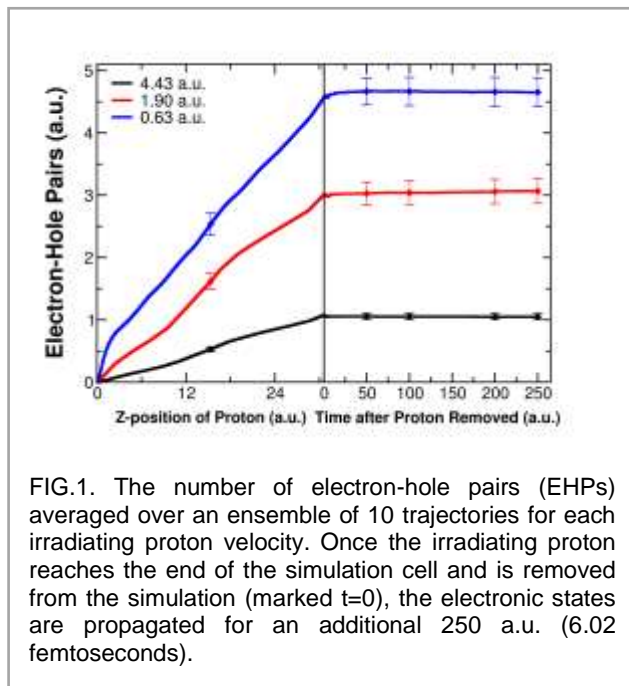 5
4
3
2
1
0
Electron-Hole Pairs (a.u.)
4.43 a.u.
1.90 a.u.
0.63 a.u.
0 12 24 0 50 100 150 200 250
Z-position of Proton (a.u.) Time after Proton Removed (a.u.)
FIG.1. The number of electron-hole pairs (EHPs)
averaged over an ensemble of 10 trajectories for each
irradiating proton velocity. Once the irradiating proton
reaches the end of the simulation cell and is removed
from the simulation (marked t=0), the electronic states
are propagated for an additional 250 a.u. (6.02
femtoseconds).